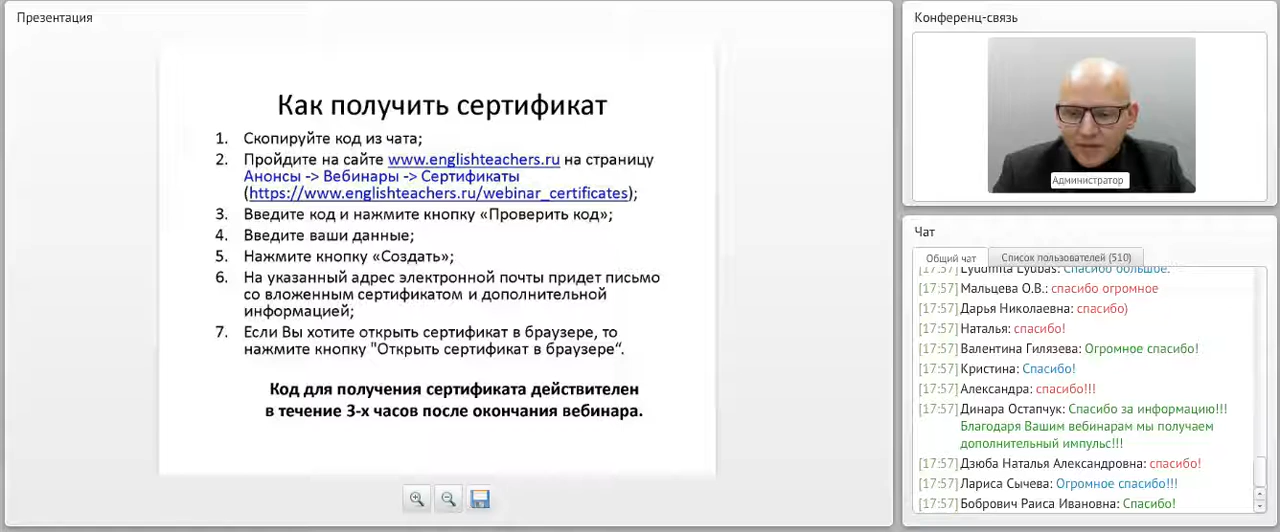 Презентация
Как получить сертификат
1. Скопируйте код из чата;
2. Пройдите на сайте www.englishteachers.ru на страницу
Анонсы -> Вебинары -> Сертификаты
(https://www.englishteachers.ru/webinar_certificates);
3. Введите код и нажмите кнопку «Проверить код»;
4. Введите ваши данные;
5. Нажмите кнопку «Создать»;
6. На указанный адрес электронной почты придет письмо
со вложенным сертификатом и дополнительной
информацией;
7. Если Вы хотите открыть сертификат в браузере, то
нажмите кнопку "Открыть сертификат в браузере“.
Код для получения сертификата действителен
в течение 3-х часов после окончания вебинара.
Конференц-связь
Администратор
Чат
Общий чат
Список пользователей (510)
[17:57] Lyudmila Lyubas: Спасибо большое.
[17:57] Мальцева О.В.: спасибо огромное
[17:57] Дарья Николаевна: спасибо)
[17:57] Наталья: спасибо!
[17:57] Валентина Гилязева: Огромное спасибо!
[17:57] Кристина: Спасибо!
[17:57] Александра: спасибо!!!
[17:57] Динара Остапчук: Спасибо за информацию!!!
Благодаря Вашим вебинарам мы получаем
дополнительный импульс!!!
[17:57] Дзюба Наталья Александровна: спасибо!
[17:57] Лариса Сычева: Огромное спасибо!!!
[17:57] Бобрович Раиса Ивановна: Спасибо!